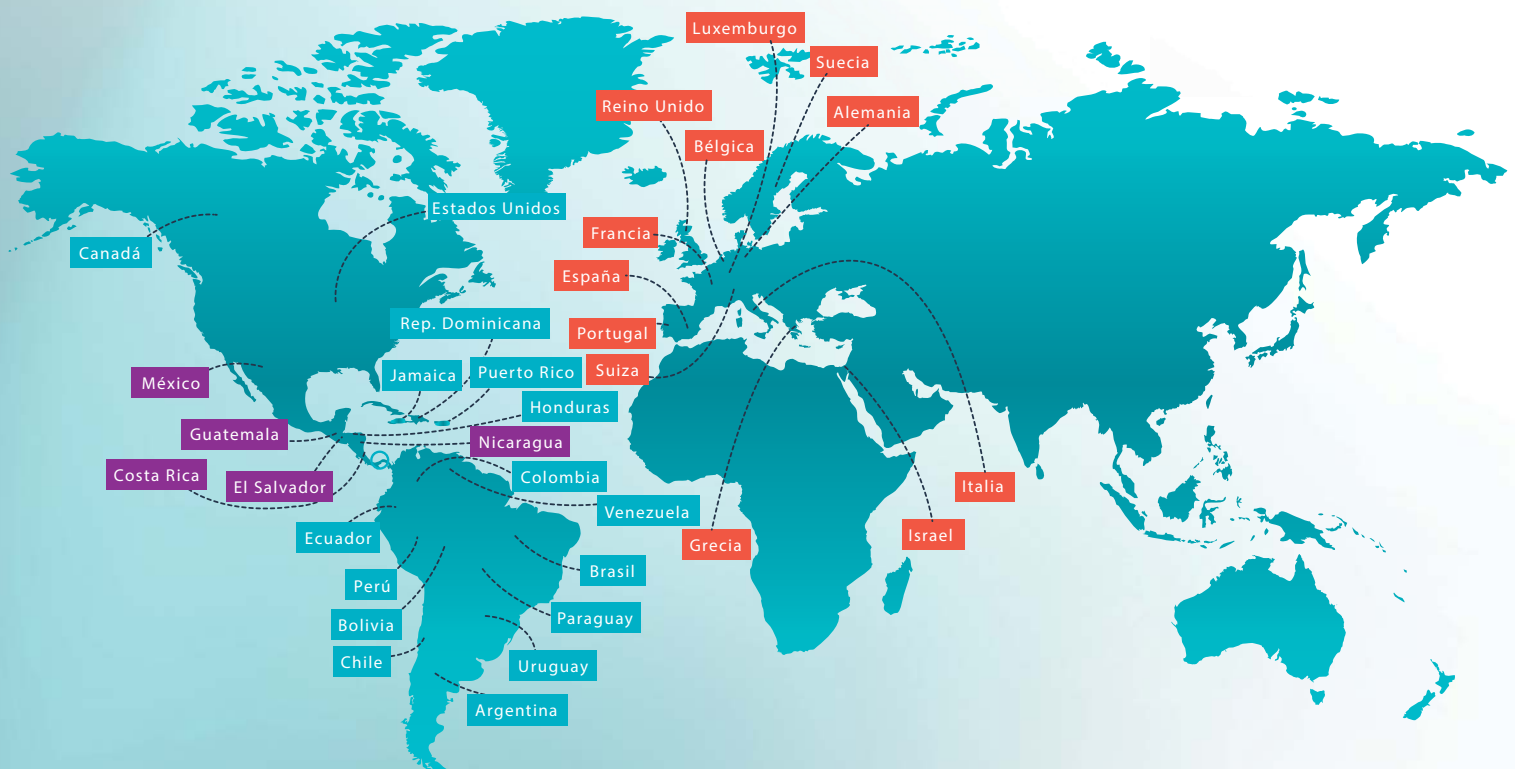 Luxemburgo
Suecia
Reino Unido
Alemania
Bélgica
Estados Unidos
Canadá
Francia
España
Rep. Dominicana
Portugal
México
Jamaica
Puerto Rico
Suiza
Honduras
Guatemala
Nicaragua
Costa Rica
El Salvador
Colombia
Italia
Venezuela
Ecuador
Grecia
Israel
Perú
Brasil
Bolivia
Paraguay
Chile
Uruguay
Argentina